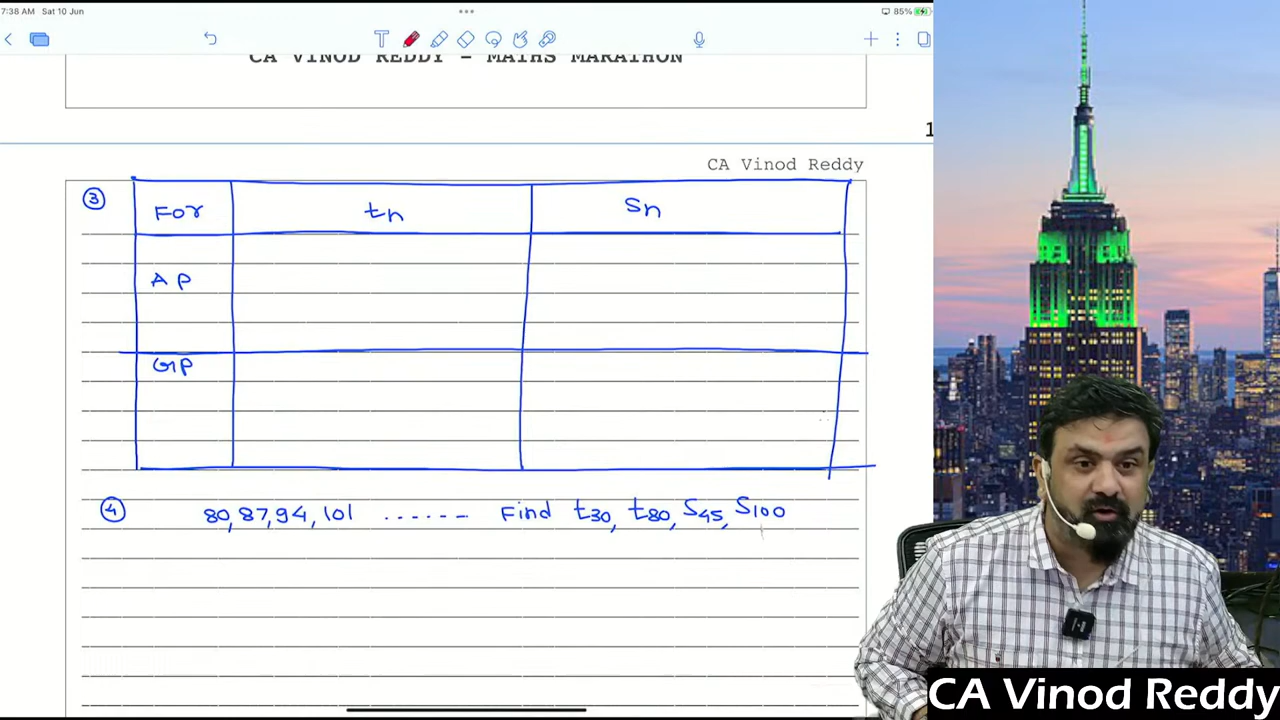 7:38 AM Sat 10 Jun
85%
CA VINOD REDDY - MATHS MARATHON
1
CA Vinod Reddy
③ For tn Sn
AP
GP
④ 80, 87, 94, 101 ....... Find t30, t80, S45, S100
CA Vinod Reddy